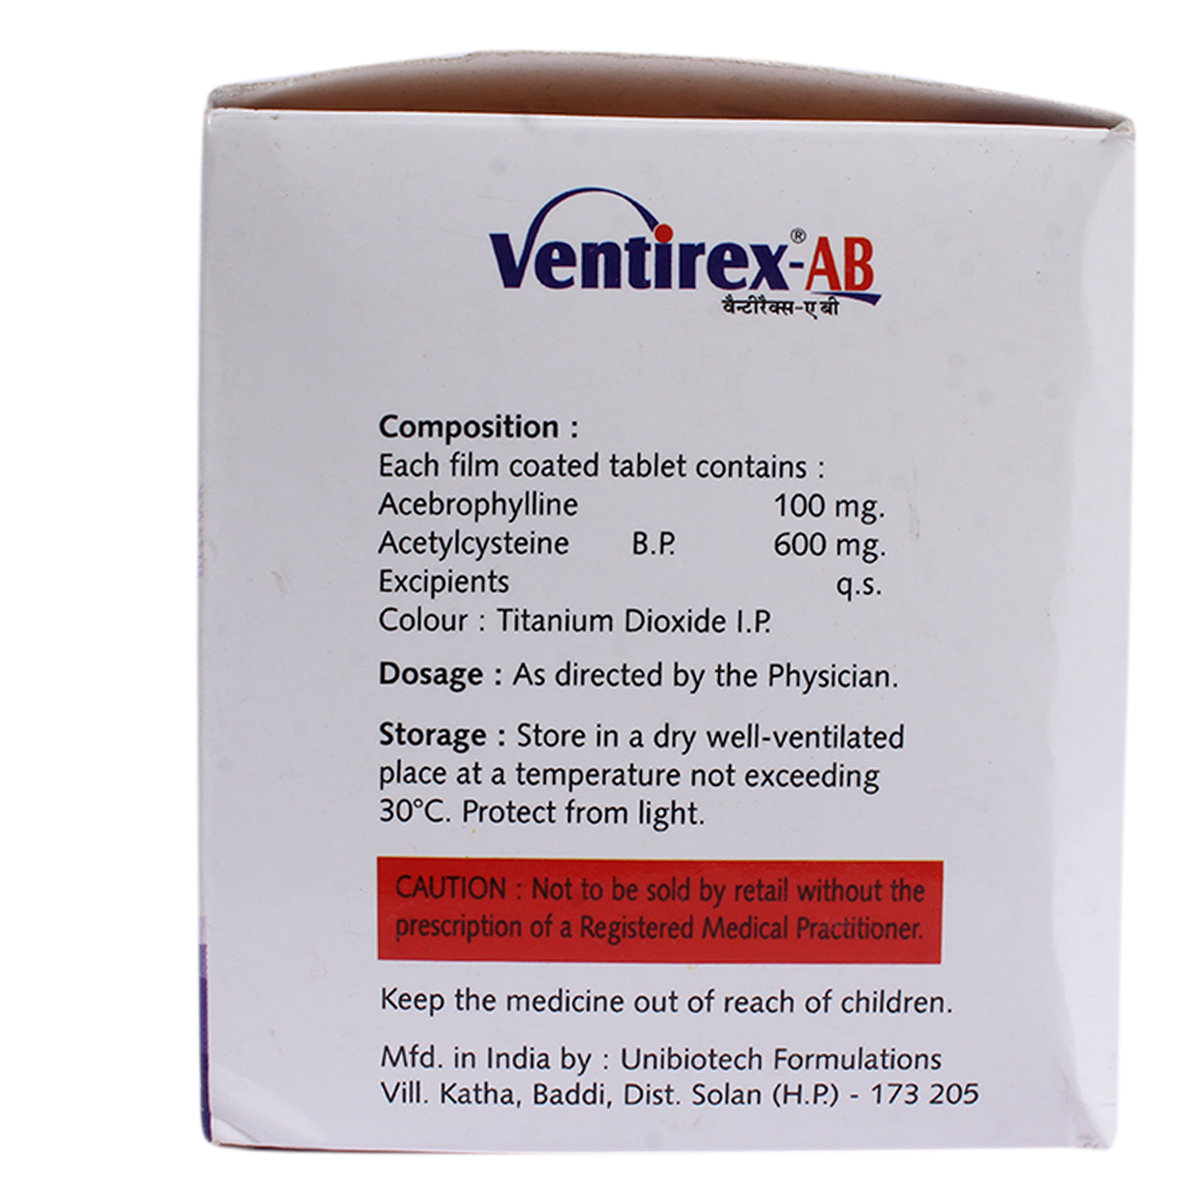 Ventirex®-AB
वैन्टीरैक्स-ए बी
Composition :
Each film coated tablet contains :
Acebrophylline 100 mg.
Acetylcysteine B.P. 600 mg.
Excipients q.s.
Colour : Titanium Dioxide I.P.
Dosage : As directed by the Physician.
Storage : Store in a dry well-ventilated
place at a temperature not exceeding
30°C. Protect from light.
CAUTION : Not to be sold by retail without the
prescription of a Registered Medical Practitioner.
Keep the medicine out of reach of children.
Mfd. in India by : Unibiotech Formulations
Vill. Katha, Baddi, Dist. Solan (H.P.) - 173 205